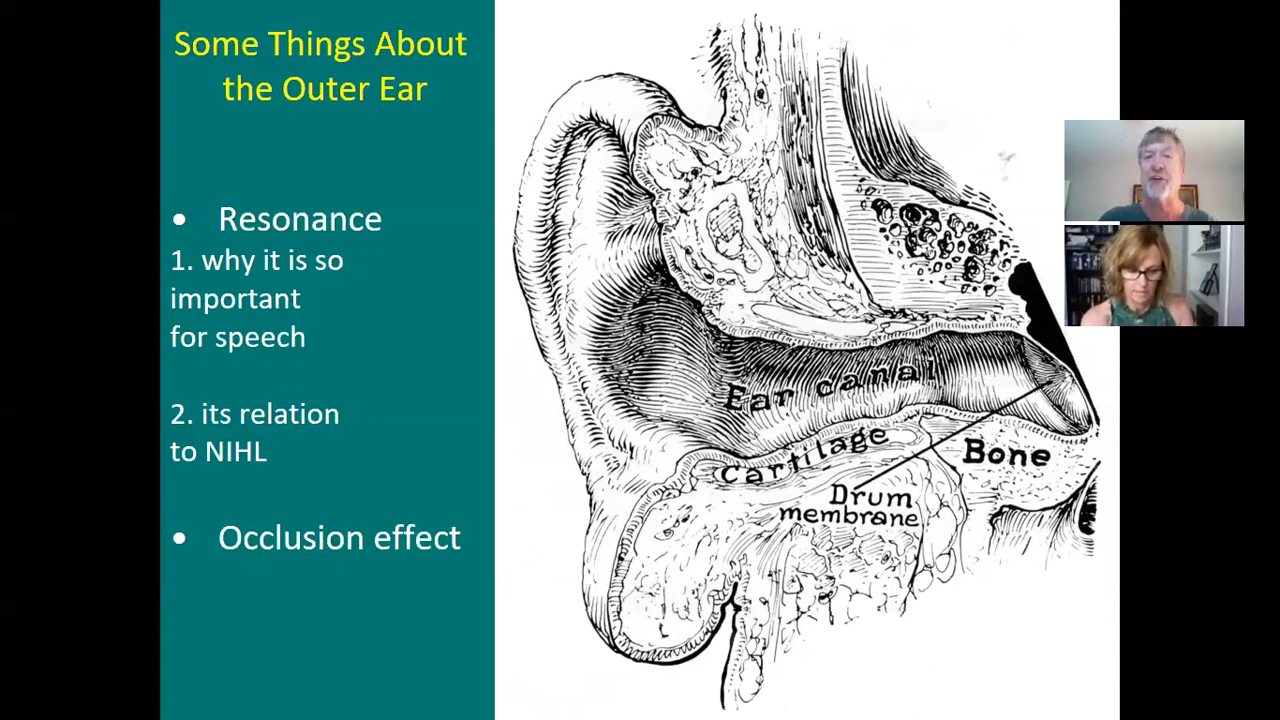 Some Things About
the Outer Ear
• Resonance
1. why it is so
important
for speech
2. its relation
to NIHL
• Occlusion effect
Ear canal
Cartilage
Bone
Drum
membrane